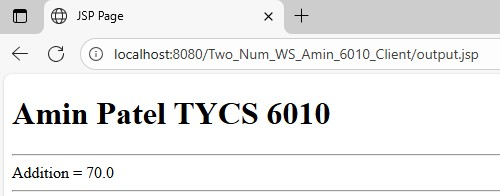 JSP Page
localhost:8080/Two_Num_WS_Amin_6010_Client/output.jsp
Amin Patel TYCS 6010
Addition = 70.0